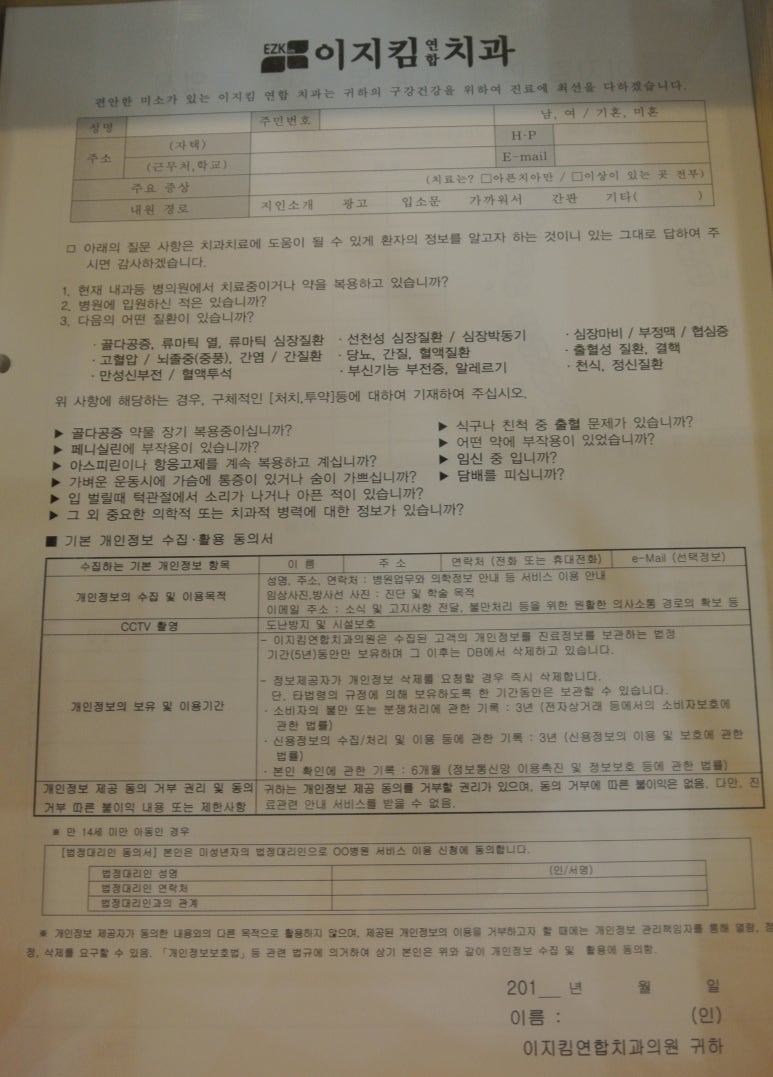 EZK 이지킴연합치과
편안한 미소가 있는 이지킴 연합 치과는 귀하의 구강건강을 위하여 진료에 최선을 다하겠습니다.
성명 주민번호 남, 여 / 기혼, 미혼
주소 (자택) H·P
(근무처,학교) E-mail
주요 증상 (치료는? □아픈치아만 / □이상이 있는 곳 전부)
내원 경로 지인소개 광고 입소문 가까워서 간판 기타( )
□ 아래의 질문 사항은 치과치료에 도움이 될 수 있게 환자의 정보를 알고자 하는 것이니 있는 그대로 답하여 주
시면 감사하겠습니다.
1. 현재 내과등 병의원에서 치료중이거나 약을 복용하고 있습니까?
2. 병원에 입원하신 적은 있습니까?
3. 다음의 어떤 질환이 있습니까?
· 골다공증, 류마틱 열, 류마틱 심장질환 · 선천성 심장질환 / 심장박동기 · 심장마비 / 부정맥 / 협심증
· 고혈압 / 뇌졸중(중풍), 간염 / 간질환 · 당뇨, 간질, 혈액질환 · 출혈성 질환, 결핵
· 만성신부전 / 혈액투석 · 부신기능 부전증, 알레르기 · 천식, 정신질환
위 사항에 해당하는 경우, 구체적인 [처치,투약]등에 대하여 기재하여 주십시오.
▶ 골다공증 약물 장기 복용중이십니까? ▶ 식구나 친척 중 출혈 문제가 있습니까?
▶ 페니실린에 부작용이 있습니까? ▶ 어떤 약에 부작용이 있었습니까?
▶ 아스피린이나 항응고제를 계속 복용하고 계십니까? ▶ 임신 중 입니까?
▶ 가벼운 운동시에 가슴에 통증이 있거나 숨이 가쁘십니까? ▶ 담배를 피십니까?
▶ 입 벌릴때 턱관절에서 소리가 나거나 아픈 적이 있습니까?
▶ 그 외 중요한 의학적 또는 치과적 병력에 대한 정보가 있습니까?
■ 기본 개인정보 수집·활용 동의서
수집하는 기본 개인정보 항목 이 름 주 소 연락처 (전화 또는 휴대전화) e-Mail (선택정보)
개인정보의 수집 및 이용목적 성명, 주소, 연락처 : 병원업무와 의학정보 안내 등 서비스 이용 안내
임상사진,방사선 사진 : 진단 및 학술 목적
이메일 주소 : 소식 및 고지사항 전달, 불만처리 등을 위한 원활한 의사소통 경로의 확보 등
CCTV 촬영 도난방지 및 시설보호
개인정보의 보유 및 이용기간 - 이지킴연합치과의원은 수집된 고객의 개인정보를 진료정보를 보관하는 법정
기간(5년)동안만 보유하며 그 이후는 DB에서 삭제하고 있습니다.
- 정보제공자가 개인정보 삭제를 요청할 경우 즉시 삭제합니다.
단, 타법령의 규정에 의해 보유하도록 한 기간동안은 보관할 수 있습니다.
· 소비자의 불만 또는 분쟁처리에 관한 기록 : 3년 (전자상거래 등에서의 소비자보호에
관한 법률)
· 신용정보의 수집/처리 및 이용 등에 관한 기록 : 3년 (신용정보의 이용 및 보호에 관한
법률)
· 본인 확인에 관한 기록 : 6개월 (정보통신망 이용촉진 및 정보보호 등에 관한 법률)
개인정보 제공 동의 거부 권리 및 동의 귀하는 개인정보 제공 동의를 거부할 권리가 있으며, 동의 거부에 따른 불이익은 없음. 다만, 진
거부 따른 불이익 내용 또는 제한사항 료관련 안내 서비스를 받을 수 없음.
※ 만 14세 미만 아동인 경우
[법정대리인 동의서] 본인은 미성년자의 법정대리인으로 OO병원 서비스 이용 신청에 동의합니다.
법정대리인 성명 (인/서명)
법정대리인 연락처
법정대리인과의 관계
※ 개인정보 제공자가 동의한 내용외의 다른 목적으로 활용하지 않으며, 제공된 개인정보의 이용을 거부하고자 할 때에는 개인정보 관리책임자를 통해 열람, 정
정, 삭제를 요구할 수 있음. 「개인정보보호법」등 관련 법규에 의거하여 상기 본인은 위와 같이 개인정보 수집 및 활용에 동의함.
201__ 년 월 일
이름 : (인)
이지킴연합치과의원 귀하